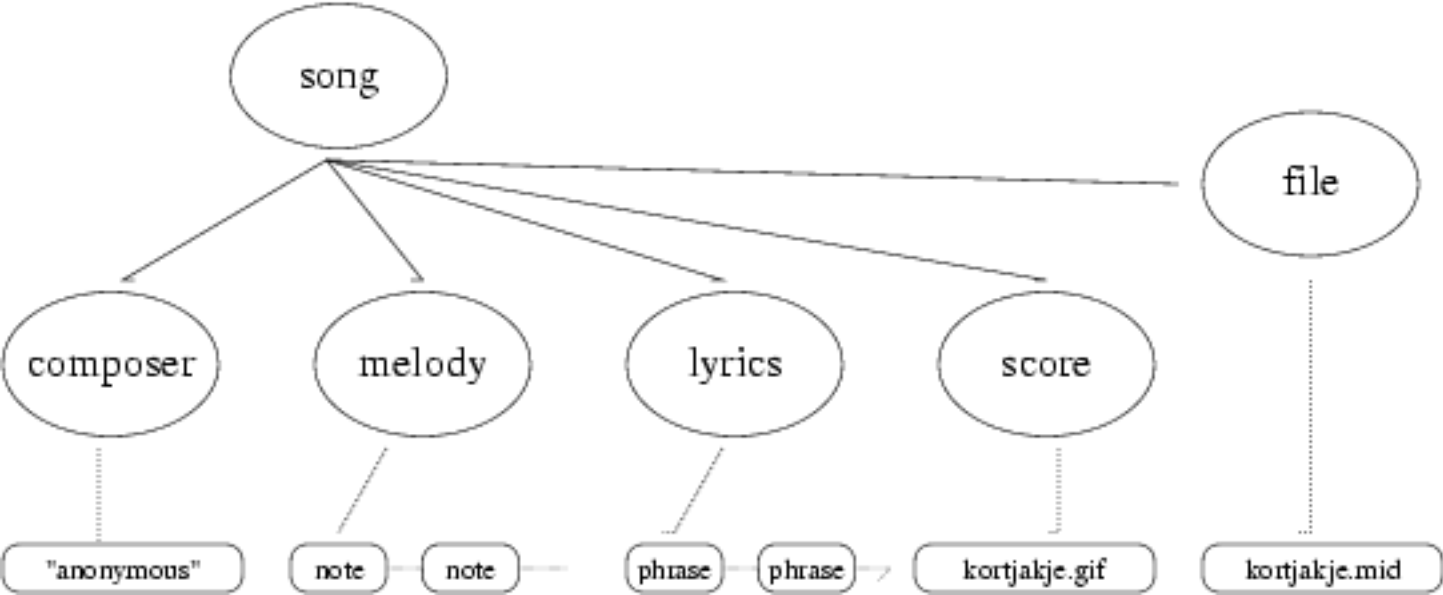 song
file
composer
melody
lyrics
score
"anonymous"
note
note
phrase
phrase
kortjakje.gif
kortjakje.mid